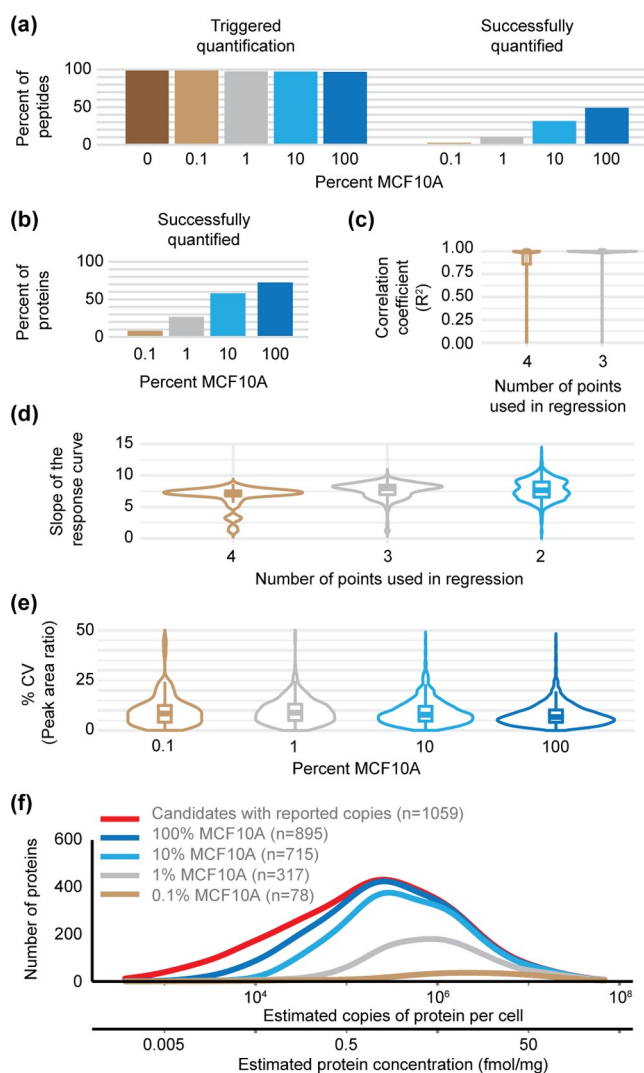 (a)
Triggered
quantification
Successfully
quantified
Percent of
peptides
100
50
0
0 0.1 1 10 100
0.1 1 10 100
Percent MCF10A
(b)
Successfully
quantified
Percent of
proteins
100
50
0
0.1 1 10 100
Percent MCF10A
(c)
Correlation
coefficient
(R²)
1.00
0.75
0.50
0.25
0.00
4 3
Number of points
used in regression
(d)
Slope of the
response curve
15
10
5
0
4 3 2
Number of points used in regression
(e)
% CV
(Peak area ratio)
50
25
0
0.1 1 10 100
Percent MCF10A
(f)
Candidates with reported copies (n=1059)
100% MCF10A (n=895)
10% MCF10A (n=715)
1% MCF10A (n=317)
0.1% MCF10A (n=78)
Number of proteins
600
400
200
0
10⁴ 10⁶ 10⁸
Estimated copies of protein per cell
0.005 0.5 50
Estimated protein concentration (fmol/mg)